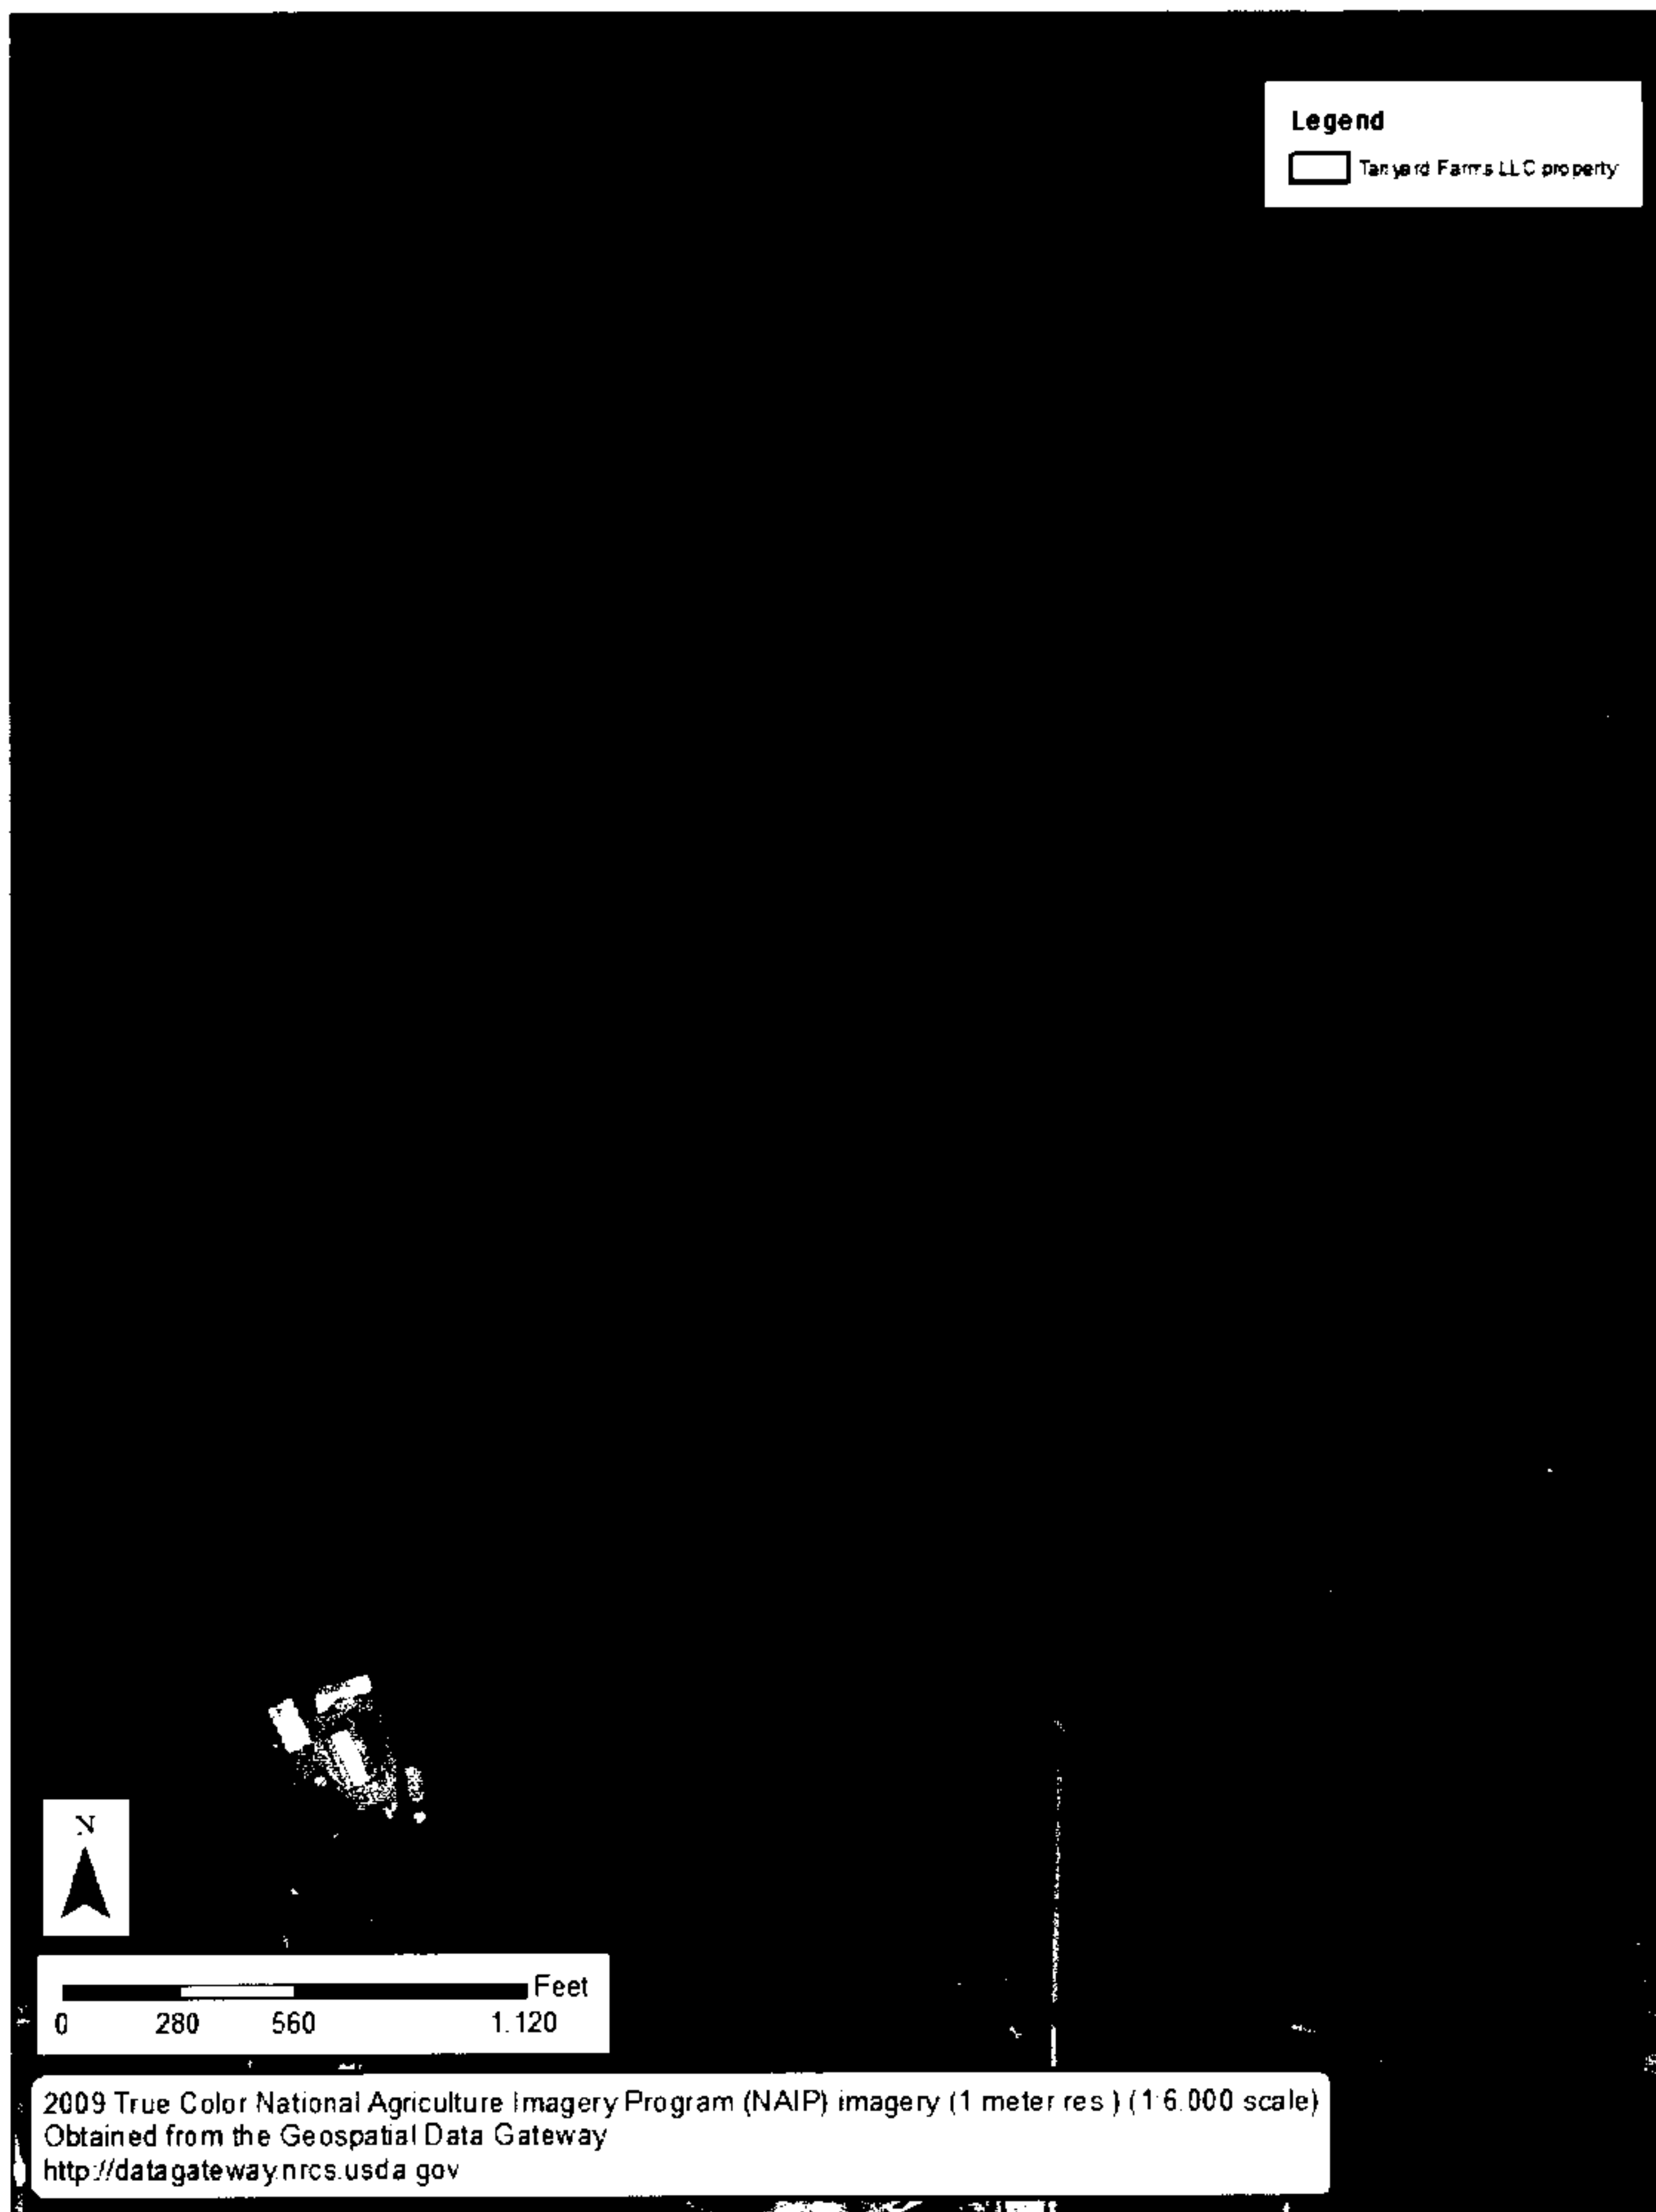 Legend
Tanyard Farms LLC property
N
Feet
0 280 560 1.120
2009 True Color National Agriculture Imagery Program (NAIP) imagery (1 meter res ) (1:6.000 scale)
Obtained from the Geospatial Data Gateway
http://datagateway.nrcs.usda gov